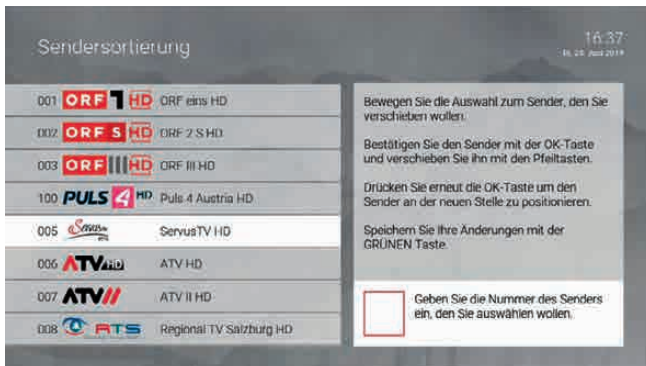 Sendersortierung
16:37
001 ORF 1 HD ORF eins HD
002 ORF S HD ORF 2 S HD
003 ORF III HD ORF III HD
100 PULS 4 HD Puls 4 Austria HD
005 Servus ServusTV HD
006 ATV HD ATV HD
007 ATV II ATV II HD
008 RTS Regional TV Salzburg HD
Bewegen Sie die Auswahl zum Sender, den Sie
verschieben wollen.
Bestätigen Sie den Sender mit der OK-Taste
und verschieben Sie ihn mit den Pfeiltasten.
Drücken Sie erneut die OK-Taste um den
Sender an der neuen Stelle zu positionieren.
Speichern Sie Ihre Änderungen mit der
GRÜNEN Taste.
Geben Sie die Nummer des Senders
ein, den Sie auswählen wollen.